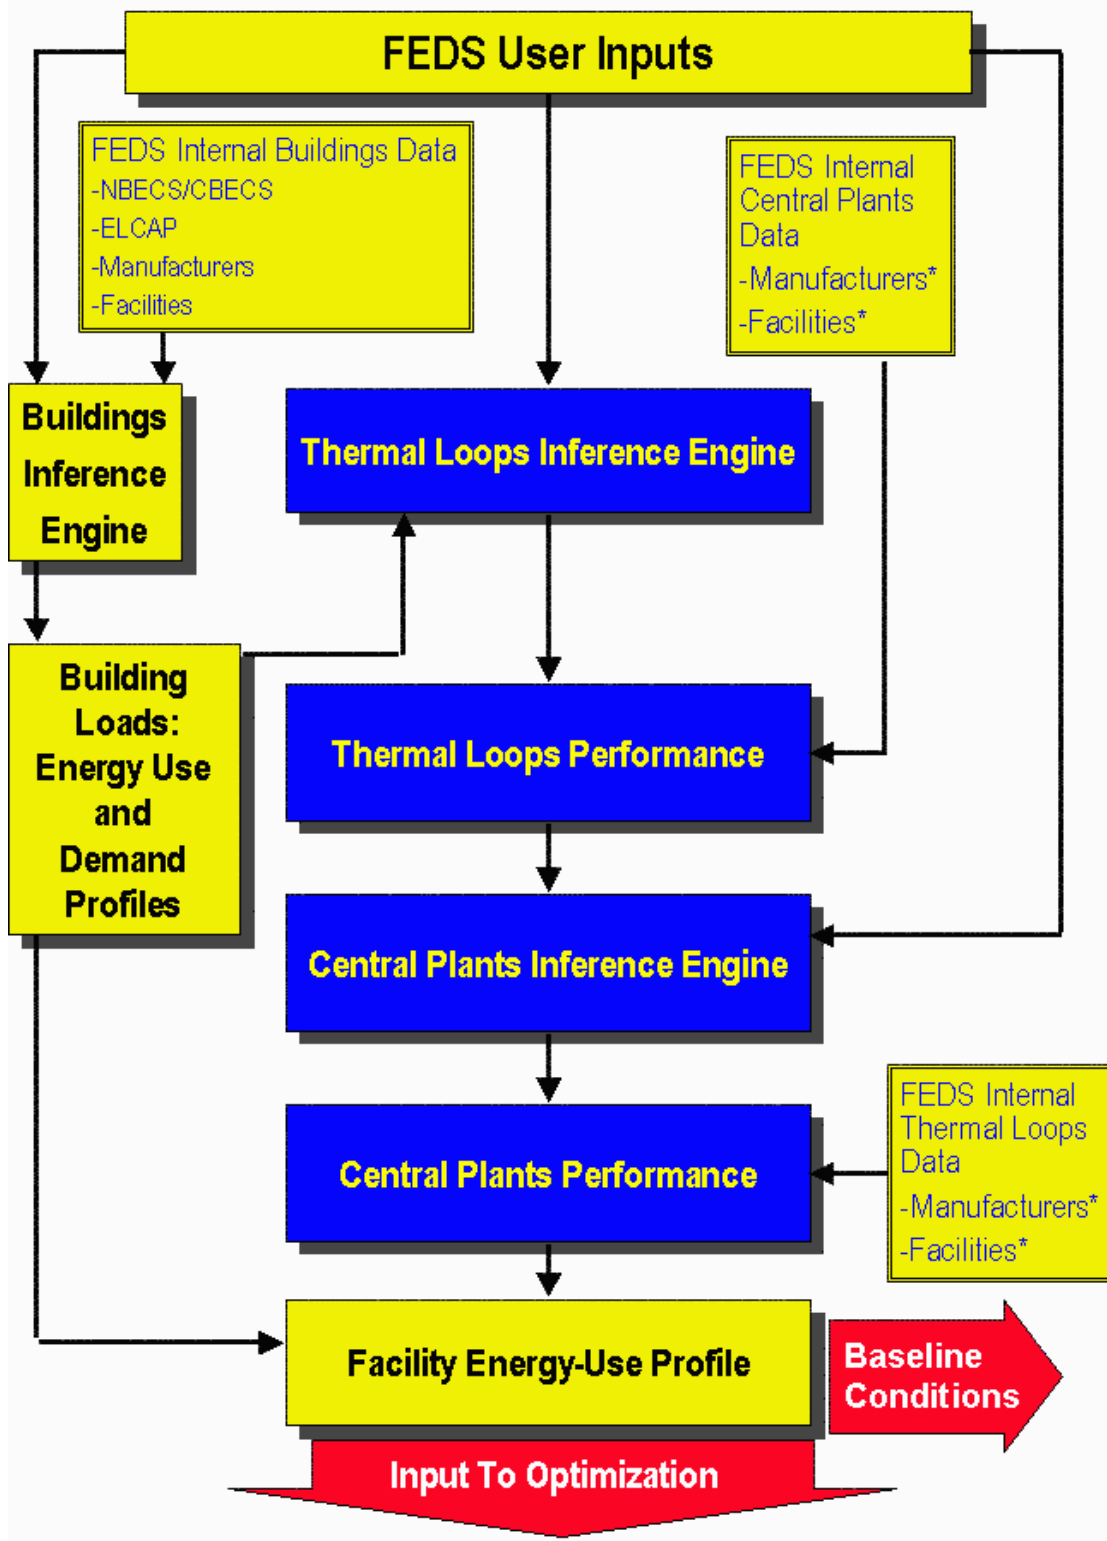 FEDS User Inputs
FEDS Internal Buildings Data
-NBECS/CBECS
-ELCAP
-Manufacturers
-Facilities
FEDS Internal
Central Plants
Data
-Manufacturers*
-Facilities*
Buildings
Inference
Engine
Thermal Loops Inference Engine
Building
Loads:
Energy Use
and
Demand
Profiles
Thermal Loops Performance
Central Plants Inference Engine
Central Plants Performance
FEDS Internal
Thermal Loops
Data
-Manufacturers*
-Facilities*
Facility Energy-Use Profile
Baseline
Conditions
Input To Optimization